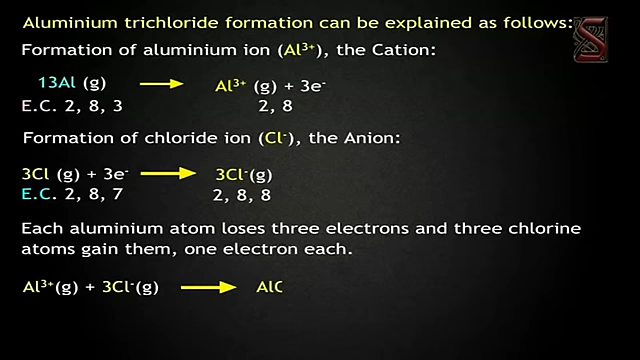 Aluminium trichloride formation can be explained as follows:
Formation of aluminium ion (Al³⁺), the Cation:
13Al (g) ⟶ Al³⁺ (g) + 3e⁻
E.C. 2, 8, 3 2, 8
Formation of chloride ion (Cl⁻), the Anion:
3Cl (g) + 3e⁻ ⟶ 3Cl⁻(g)
E.C. 2, 8, 7 2, 8, 8
Each aluminium atom loses three electrons and three chlorine
atoms gain them, one electron each.
Al³⁺(g) + 3Cl⁻(g) ⟶ AlC